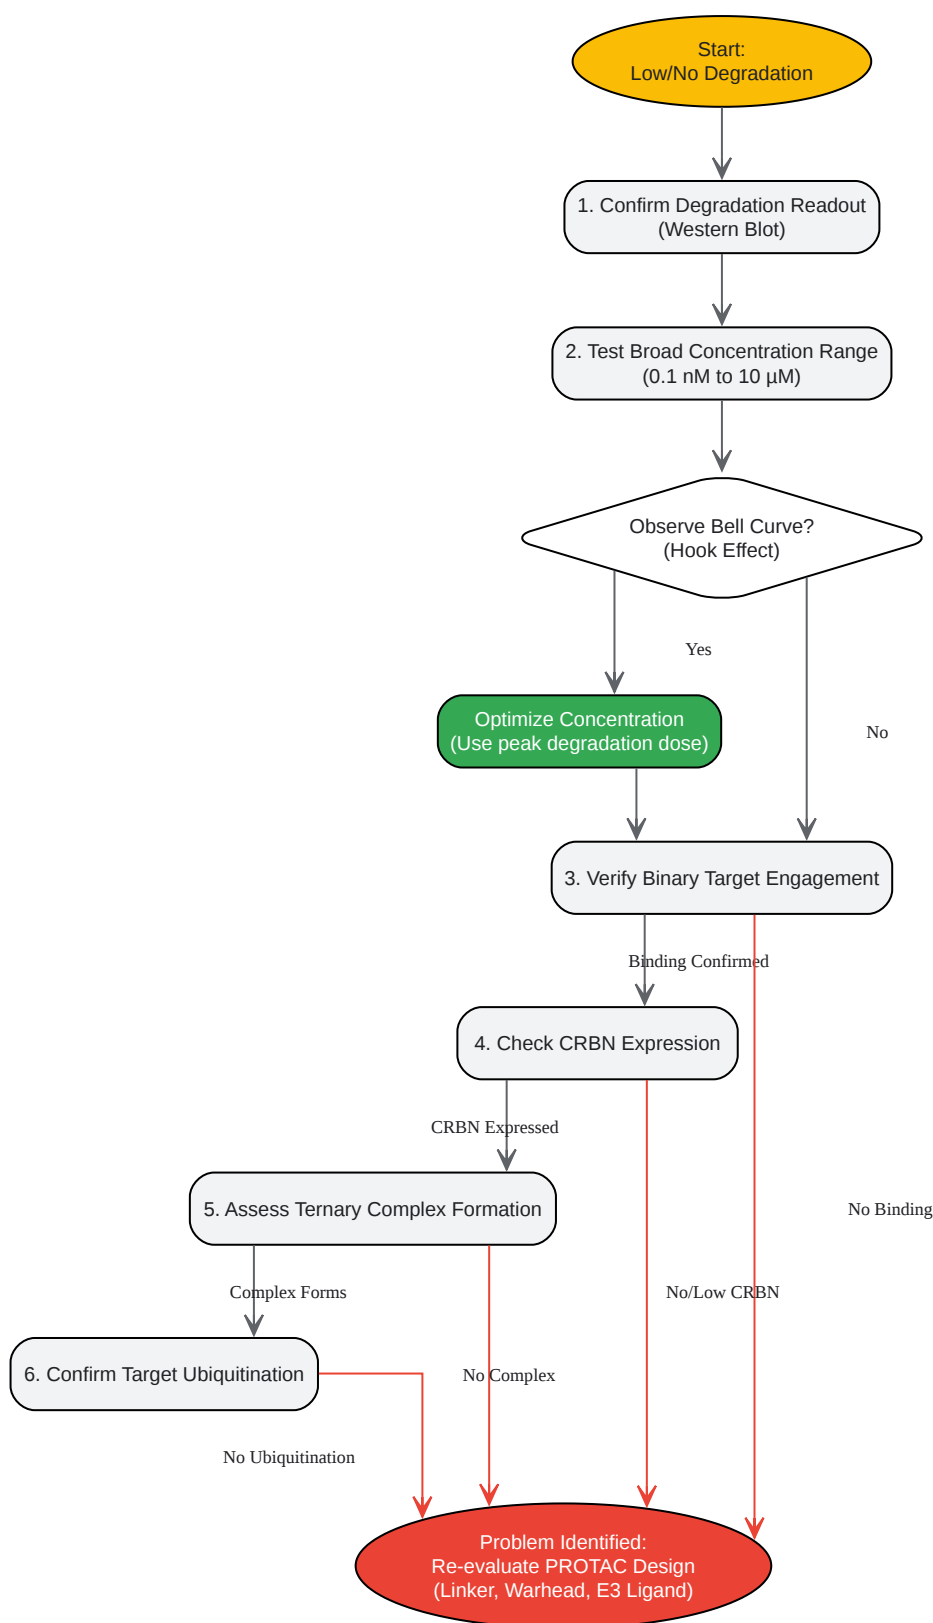 Start:
Low/No Degradation
1. Confirm Degradation Readout
(Western Blot)
2. Test Broad Concentration Range
(0.1 nM to 10 µM)
Observe Bell Curve?
(Hook Effect)
Yes
Optimize Concentration
(Use peak degradation dose)
No
3. Verify Binary Target Engagement
Binding Confirmed
4. Check CRBN Expression
CRBN Expressed
5. Assess Ternary Complex Formation
No Binding
Complex Forms
No/Low CRBN
6. Confirm Target Ubiquitination
No Complex
No Ubiquitination
Problem Identified:
Re-evaluate PROTAC Design
(Linker, Warhead, E3 Ligand)